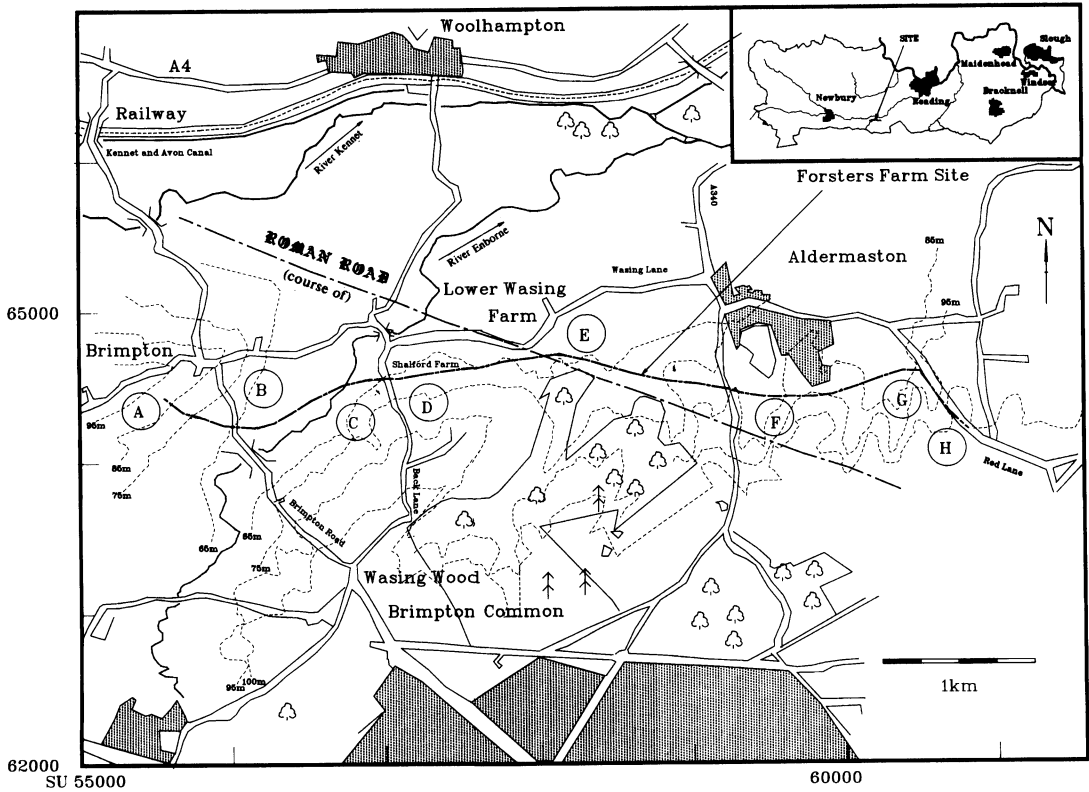 Woolhampton
A4
Railway
Kennet and Avon Canal
River Kennet
SITE
Slough
Maidenhead
Windsor
Bracknell
Reading
Newbury
Forsters Farm Site
A340
N
ROMAN ROAD
(course of)
River Enborne
Wasing Lane
Aldermaston
85m
95m
Lower Wasing
Farm
65000
Brimpton
Shalford Farm
A
B
C
D
E
F
G
H
95m
85m
75m
Back Lane
Red Lane
Brimpton Road
65m
85m
75m
Wasing Wood
Brimpton Common
95m
100m
1km
62000
SU 55000
60000